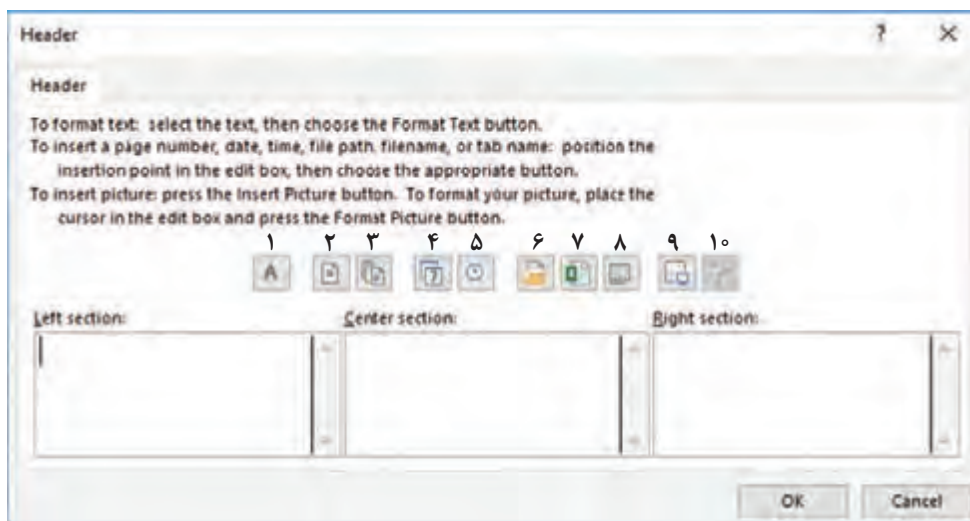 Header
? ×
Header
To format text: select the text, then choose the Format Text button.
To insert a page number, date, time, file path, filename, or tab name: position the
insertion point in the edit box, then choose the appropriate button.
To insert picture: press the Insert Picture button. To format your picture, place the
cursor in the edit box and press the Format Picture button.
۱ ۲ ۳ ۴ ۵ ۶ ۷ ۸ ۹ ۱۰
A
Left section: Center section: Right section:
OK Cancel